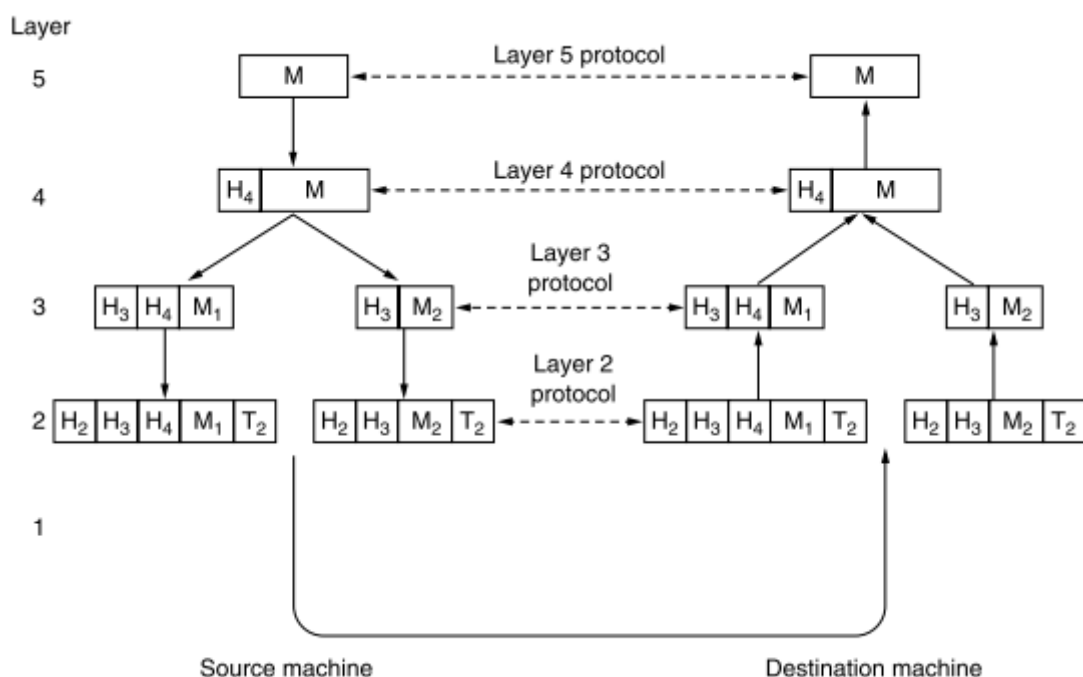 Layer
5 M Layer 5 protocol M
4 H₄ M Layer 4 protocol H₄ M
Layer 3
protocol
3 H₃ H₄ M₁ H₃ M₂ H₃ H₄ M₁ H₃ M₂
Layer 2
protocol
2 H₂ H₃ H₄ M₁ T₂ H₂ H₃ M₂ T₂ H₂ H₃ H₄ M₁ T₂ H₂ H₃ M₂ T₂
1
Source machine Destination machine